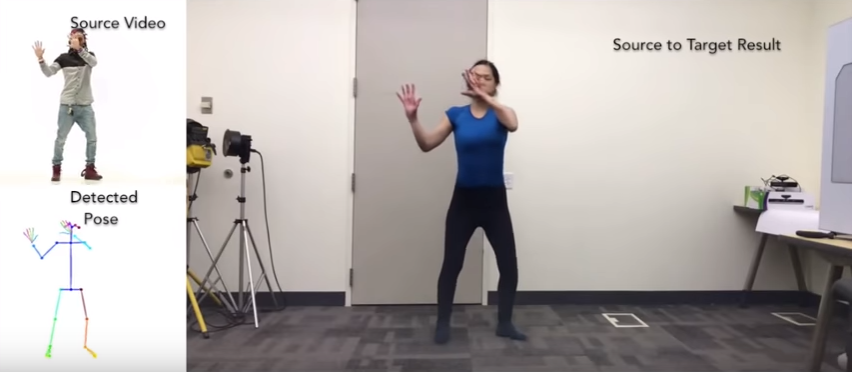 Source Video
Detected
Pose
Source to Target Result